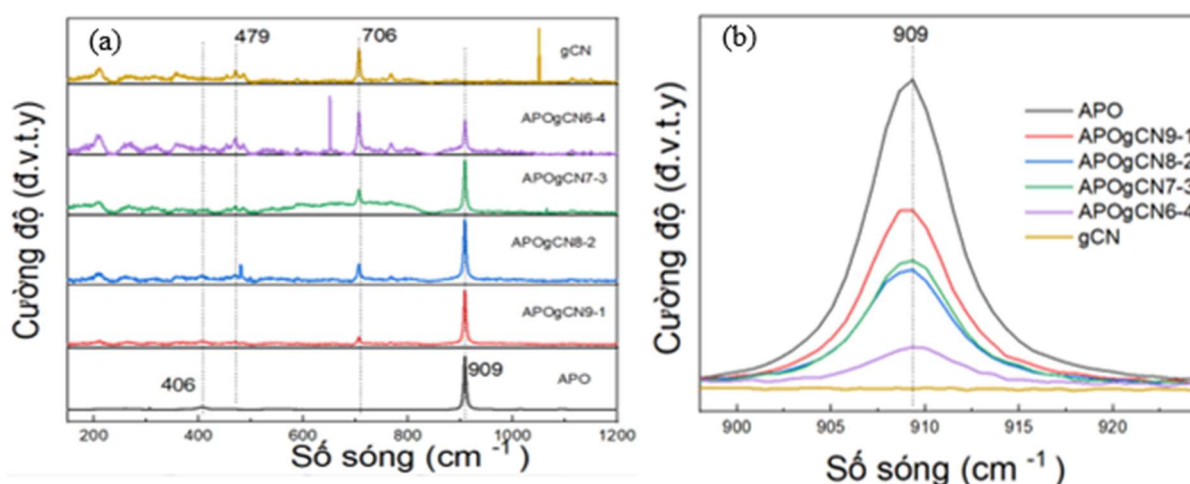 (a)
479
706
gCN
APOgCN6-4
APOgCN7-3
APOgCN8-2
APOgCN9-1
406
909
APO
Cường độ (đ.v.t.y)
200 400 600 800 1000 1200
Số sóng (cm -1)
(b)
909
APO
APOgCN9-1
APOgCN8-2
APOgCN7-3
APOgCN6-4
gCN
Cường độ (đ.v.t.y)
900 905 910 915 920
Số sóng (cm -1)